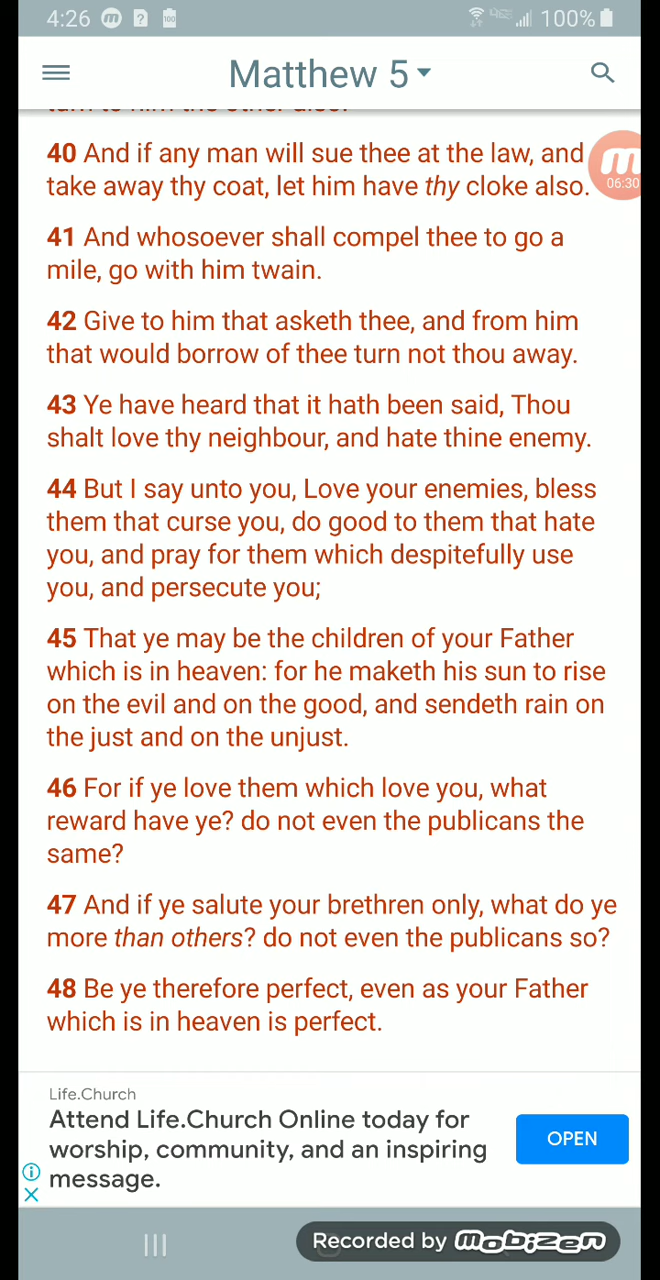 4:26 100%
Matthew 5
turn to him the other also.
40 And if any man will sue thee at the law, and
take away thy coat, let him have thy cloke also.
06:30
41 And whosoever shall compel thee to go a
mile, go with him twain.
42 Give to him that asketh thee, and from him
that would borrow of thee turn not thou away.
43 Ye have heard that it hath been said, Thou
shalt love thy neighbour, and hate thine enemy.
44 But I say unto you, Love your enemies, bless
them that curse you, do good to them that hate
you, and pray for them which despitefully use
you, and persecute you;
45 That ye may be the children of your Father
which is in heaven: for he maketh his sun to rise
on the evil and on the good, and sendeth rain on
the just and on the unjust.
46 For if ye love them which love you, what
reward have ye? do not even the publicans the
same?
47 And if ye salute your brethren only, what do ye
more than others? do not even the publicans so?
48 Be ye therefore perfect, even as your Father
which is in heaven is perfect.
Life.Church
Attend Life.Church Online today for
worship, community, and an inspiring
message.
OPEN
Recorded by mobizen